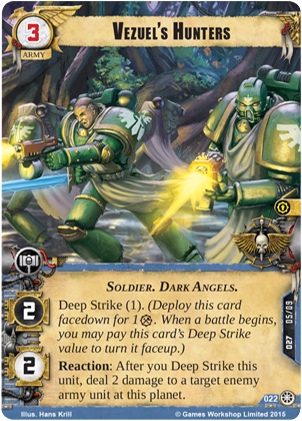 VEZUEL'S HUNTERS
3
ARMY
SOLDIER. DARK ANGELS.
2
Deep Strike (1). (Deploy this card
facedown for 1 . When a battle begins,
you may pay this card's Deep Strike
value to turn it faceup.)
2
Reaction: After you Deep Strike this
unit, deal 2 damage to a target enemy
army unit at this planet.
027 05/09
022
Illus. Hans Krill
© Games Workshop Limited 2015